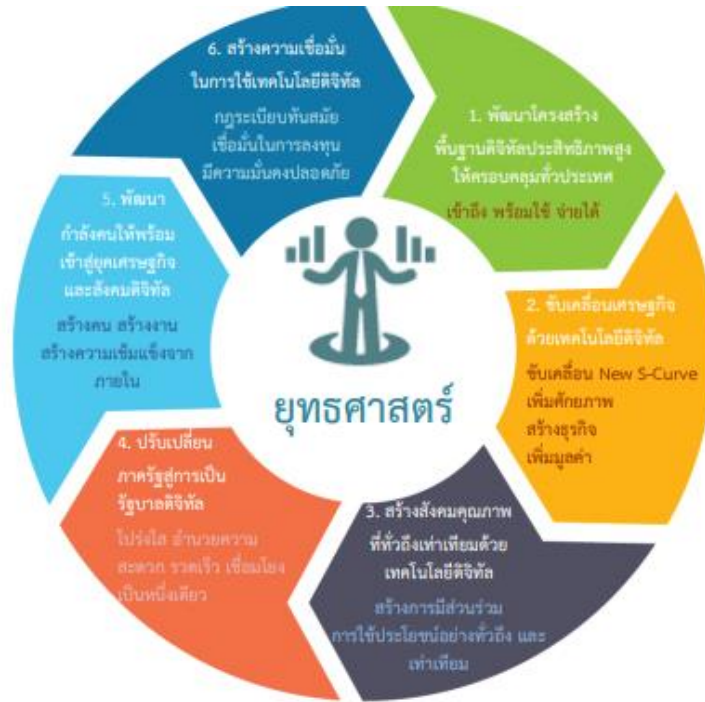 ยุทธศาสตร์
1. พัฒนาโครงสร้าง
พื้นฐานดิจิทัลประสิทธิภาพสูง
ให้ครอบคลุมทั่วประเทศ
เข้าถึง พร้อมใช้ จ่ายได้
2. ขับเคลื่อนเศรษฐกิจ
ด้วยเทคโนโลยีดิจิทัล
ขับเคลื่อน New S-Curve
เพิ่มศักยภาพ
สร้างธุรกิจ
เพิ่มมูลค่า
3. สร้างสังคมคุณภาพ
ที่ทั่วถึงเท่าเทียมด้วย
เทคโนโลยีดิจิทัล
สร้างการมีส่วนร่วม
การใช้ประโยชน์อย่างทั่วถึง และ
เท่าเทียม
4. ปรับเปลี่ยน
ภาครัฐสู่การเป็น
รัฐบาลดิจิทัล
โปร่งใส อำนวยความ
สะดวก รวดเร็ว เชื่อมโยง
เป็นหนึ่งเดียว
5. พัฒนา
กำลังคนให้พร้อม
เข้าสู่ยุคเศรษฐกิจ
และสังคมดิจิทัล
สร้างคน สร้างงาน
สร้างความเข้มแข็งจาก
ภายใน
6. สร้างความเชื่อมั่น
ในการใช้เทคโนโลยีดิจิทัล
กฎระเบียบทันสมัย
เชื่อมั่นในการลงทุน
มีความมั่นคงปลอดภัย